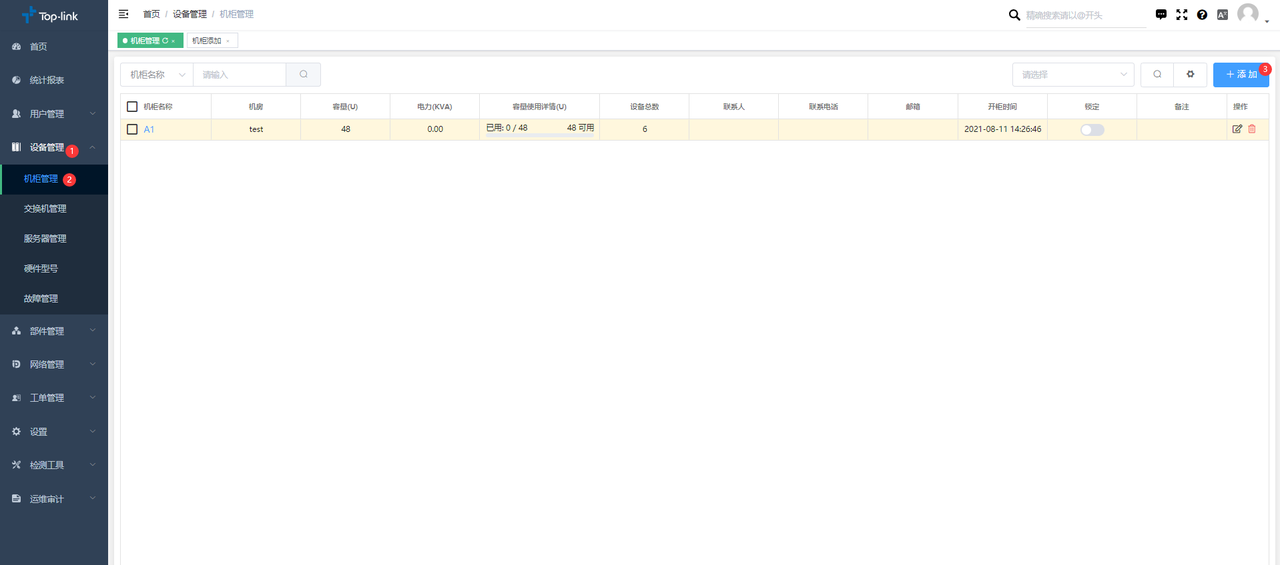 Top-link
首页 / 设备管理 / 机柜管理
精确搜索请以@开头
机柜管理
机柜添加
首页
统计报表
用户管理
设备管理 1
机柜管理 2
交换机管理
服务器管理
硬件型号
故障管理
部件管理
网络管理
工单管理
设置
检测工具
运维审计
机柜名称 请输入 请选择 + 添加 3
机柜名称 机房 容量(U) 电力(KVA) 容量使用详情(U) 设备总数 联系人 联系电话 邮箱 开柜时间 锁定 备注 操作
A1 test 48 0.00 已用: 0 / 48 48 可用 6 2021-08-11 14:26:46